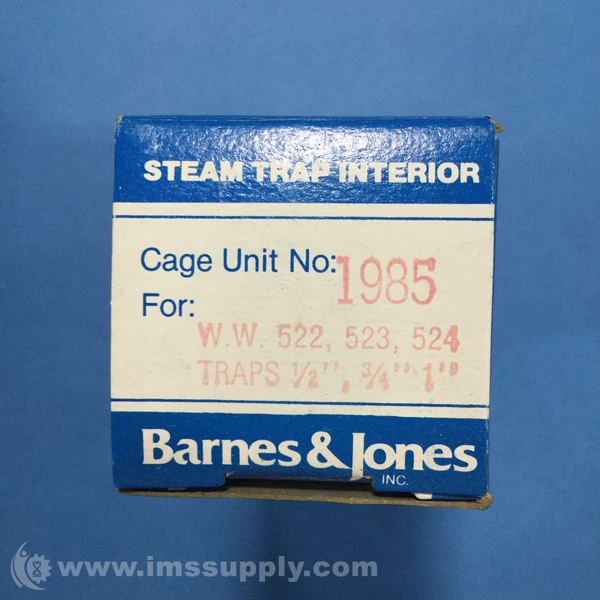 STEAM TRAP INTERIOR
Cage Unit No: 1985
For:
W.W. 522, 523, 524
TRAPS 1/2", 3/4" 1"
Barnes & Jones
INC.
www.imssupply.com